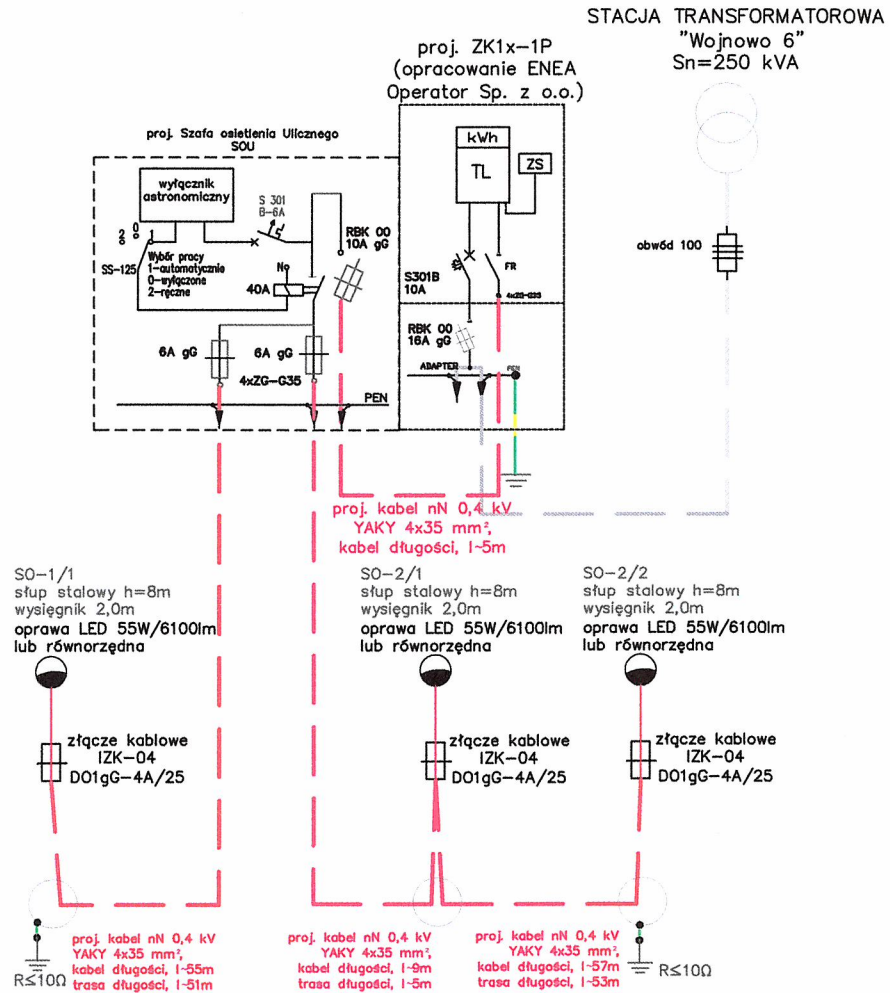 STACJA TRANSFORMATOROWA
"Wojnowo 6"
Sn=250 kVA
proj. ZK1x-1P
(opracowanie ENEA
Operator Sp. z o.o.)
proj. Szafa osietlenia Ulicznego
SOU
wyłącznik
astronomiczny
S 301
B-6A
RBK 00
10A gG
2 0 1
SS-125
Wybór pracy
1-automatycznie
0-wyłączone
2-ręczne
N
40A
6A gG
6A gG
4xZG-G35
PEN
kWh
TL
ZS
S301B
10A
FR
4xZG-G35
RBK 00
16A gG
ADAPTER
PEN
obwód 100
proj. kabel nN 0,4 kV
YAKY 4x35 mm²,
kabel długości, l~5m
SO-1/1
słup stalowy h=8m
wysięgnik 2,0m
oprawa LED 55W/6100lm
lub równorzędna
złącze kablowe
IZK-04
D01gG-4A/25
SO-2/1
słup stalowy h=8m
wysięgnik 2,0m
oprawa LED 55W/6100lm
lub równorzędna
złącze kablowe
IZK-04
D01gG-4A/25
SO-2/2
słup stalowy h=8m
wysięgnik 2,0m
oprawa LED 55W/6100lm
lub równorzędna
złącze kablowe
IZK-04
D01gG-4A/25
R≤10Ω
proj. kabel nN 0,4 kV
YAKY 4x35 mm²,
kabel długości, l~55m
trasa długości, l~51m
proj. kabel nN 0,4 kV
YAKY 4x35 mm²,
kabel długości, l~9m
trasa długości, l~5m
proj. kabel nN 0,4 kV
YAKY 4x35 mm²,
kabel długości, l~57m
trasa długości, l~53m
R≤10Ω